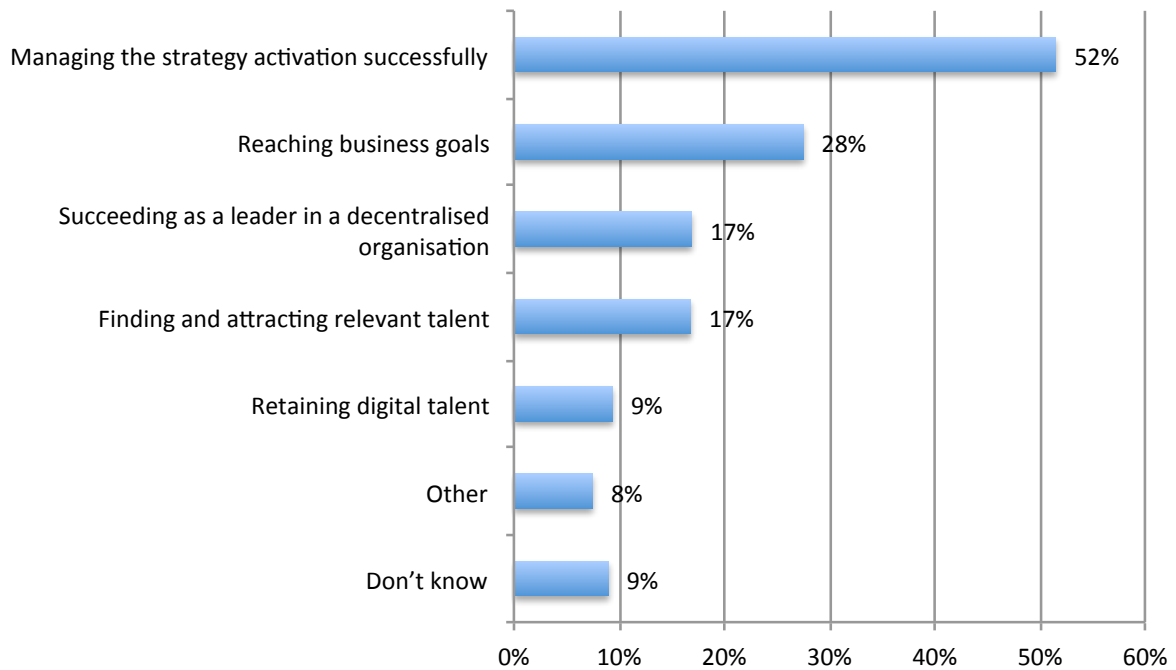 Managing the strategy activation successfully
52%
Reaching business goals
28%
Succeeding as a leader in a decentralised
organisation
17%
Finding and attracting relevant talent
17%
Retaining digital talent
9%
Other
8%
Don’t know
9%
0% 10% 20% 30% 40% 50% 60%